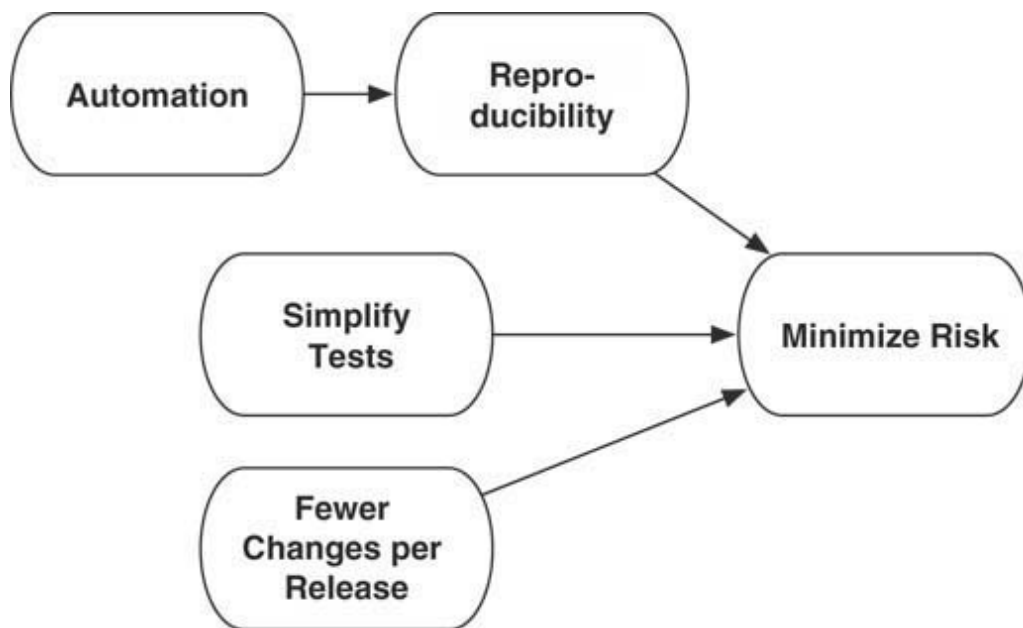 Automation
Repro-
ducibility
Simplify
Tests
Minimize Risk
Fewer
Changes per
Release